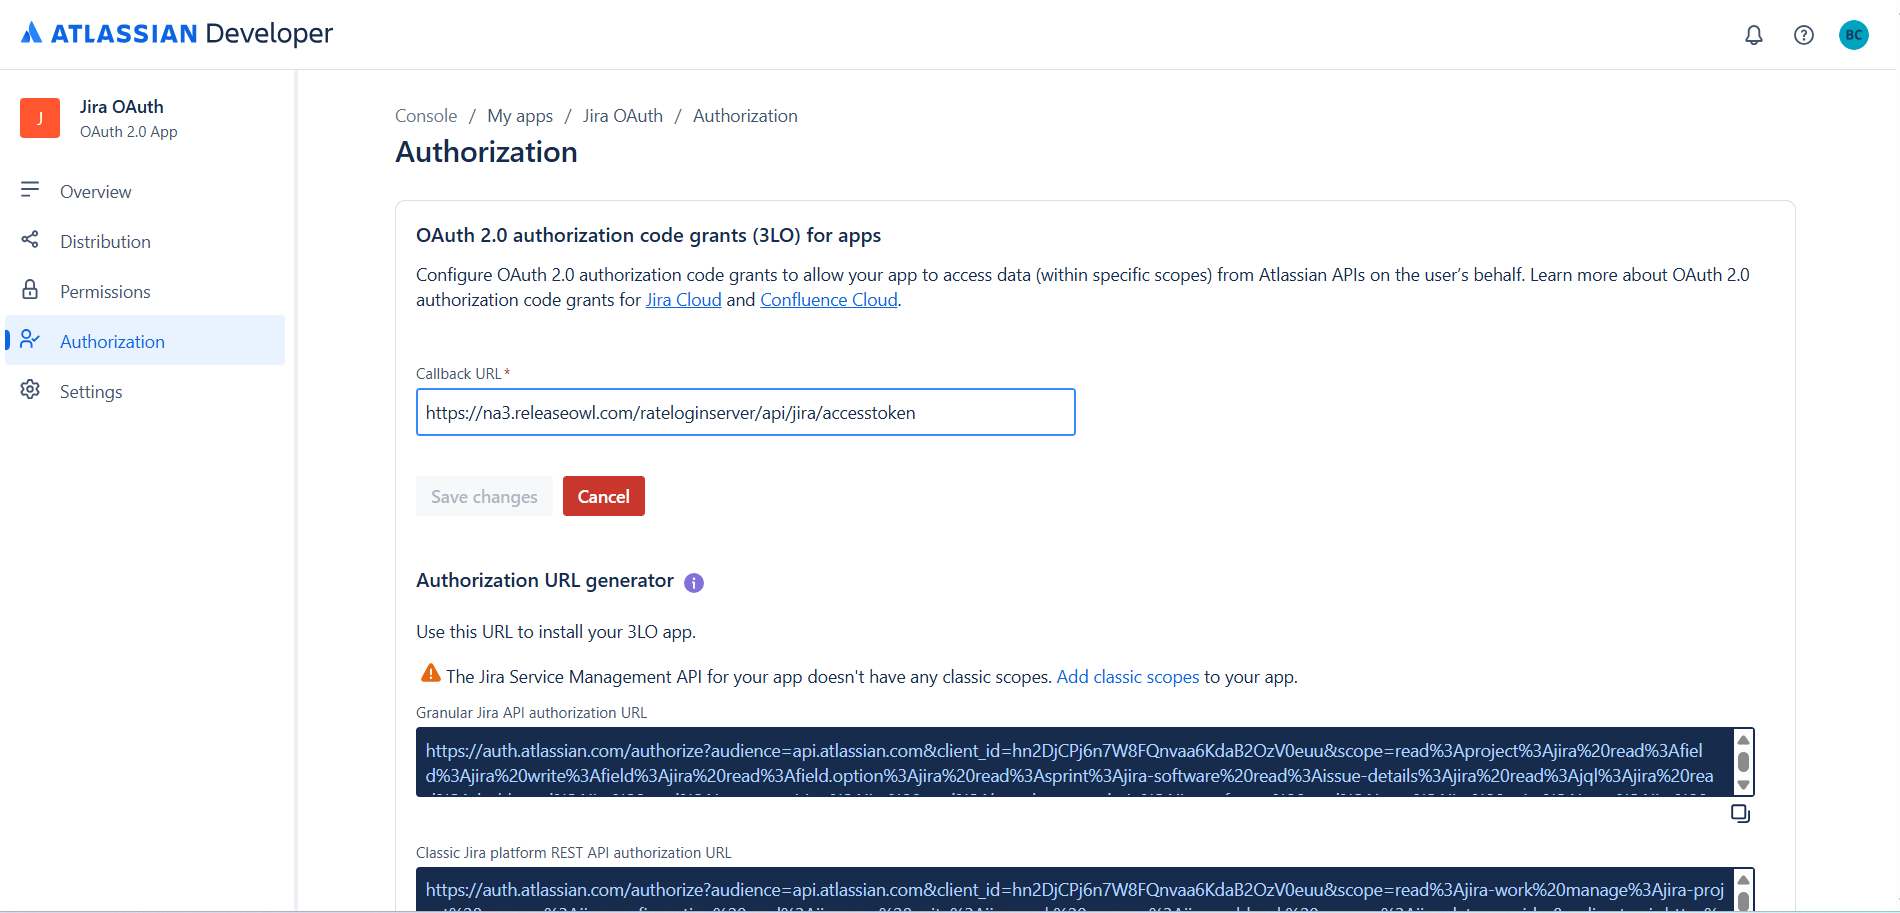 ATLASSIAN Developer
BC
J
Jira OAuth
OAuth 2.0 App
Overview
Distribution
Permissions
Authorization
Settings
Console / My apps / Jira OAuth / Authorization
Authorization
OAuth 2.0 authorization code grants (3LO) for apps
Configure OAuth 2.0 authorization code grants to allow your app to access data (within specific scopes) from Atlassian APIs on the user’s behalf. Learn more about OAuth 2.0
authorization code grants for Jira Cloud and Confluence Cloud.
Callback URL*
https://na3.releaseowl.com/rateloginserver/api/jira/accesstoken
Save changes
Cancel
Authorization URL generator
Use this URL to install your 3LO app.
The Jira Service Management API for your app doesn't have any classic scopes. Add classic scopes to your app.
Granular Jira API authorization URL
https://auth.atlassian.com/authorize?audience=api.atlassian.com&client_id=hn2DjCPj6n7W8FQnvaa6KdaB2OzV0euu&scope=read%3Aproject%3Ajira%20read%3Afiel
d%3Ajira%20write%3Afield%3Ajira%20read%3Afield.option%3Ajira%20read%3Asprint%3Ajira-software%20read%3Aissue-details%3Ajira%20read%3Ajql%3Ajira%20rea
Classic Jira platform REST API authorization URL
https://auth.atlassian.com/authorize?audience=api.atlassian.com&client_id=hn2DjCPj6n7W8FQnvaa6KdaB2OzV0euu&scope=read%3Ajira-work%20manage%3Ajira-proj